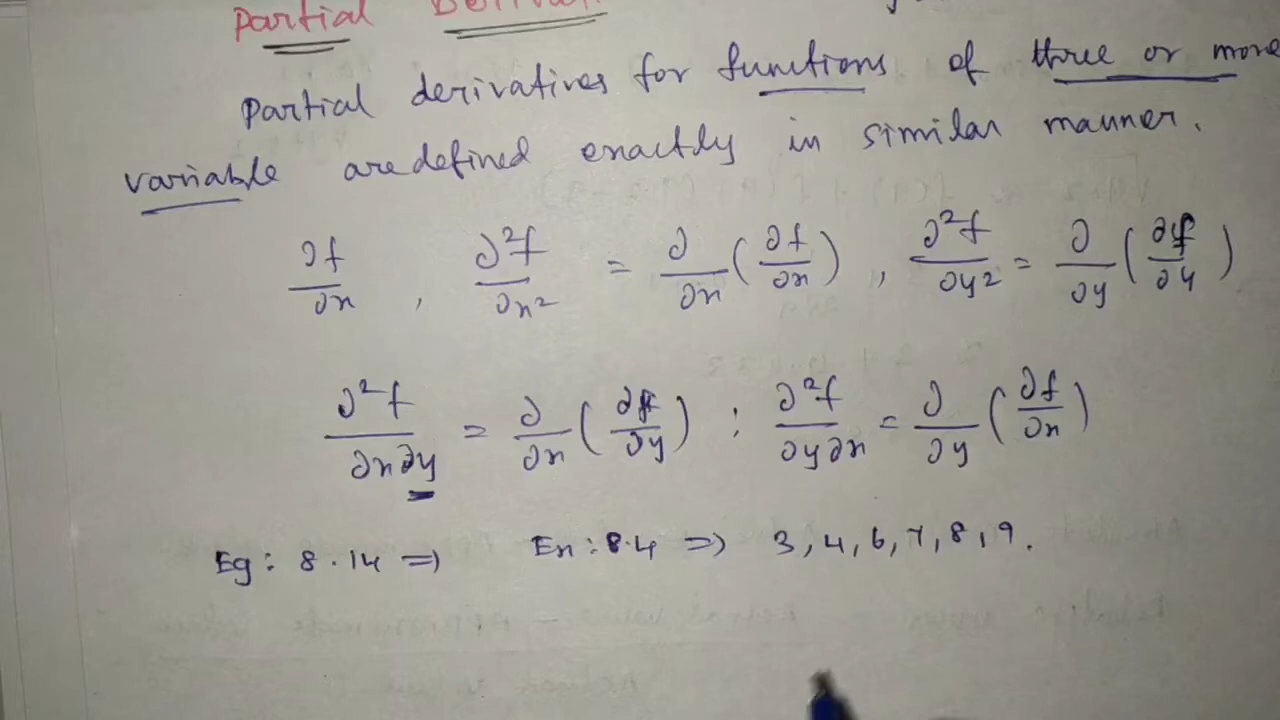 Partial
Partial derivatives for functions of three or more
variable are defined exactly in similar manner.
∂f/∂x , ∂²f/∂x² = ∂/∂x (∂f/∂x) , ∂²f/∂y² = ∂/∂y (∂f/∂y)
∂²f/∂x∂y = ∂/∂x (∂f/∂y) ; ∂²f/∂y∂x = ∂/∂y (∂f/∂x)
Eg : 8.14 => Ex : 8.4 => 3, 4, 6, 7, 8, 9.